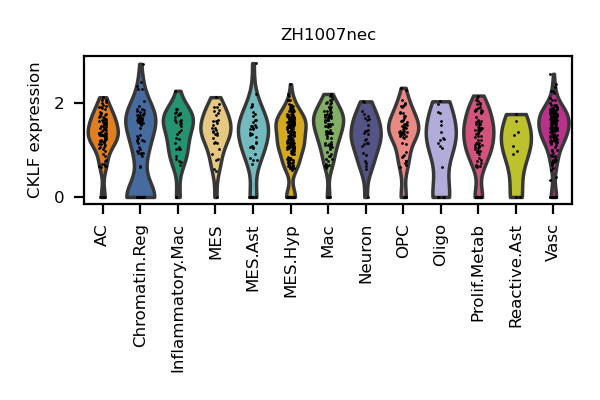 ZH1007nec
CKLF expression
2
0
AC
Chromatin.Reg
Inflammatory.Mac
MES
MES.Ast
MES.Hyp
Mac
Neuron
OPC
Oligo
Prolif.Metab
Reactive.Ast
Vasc